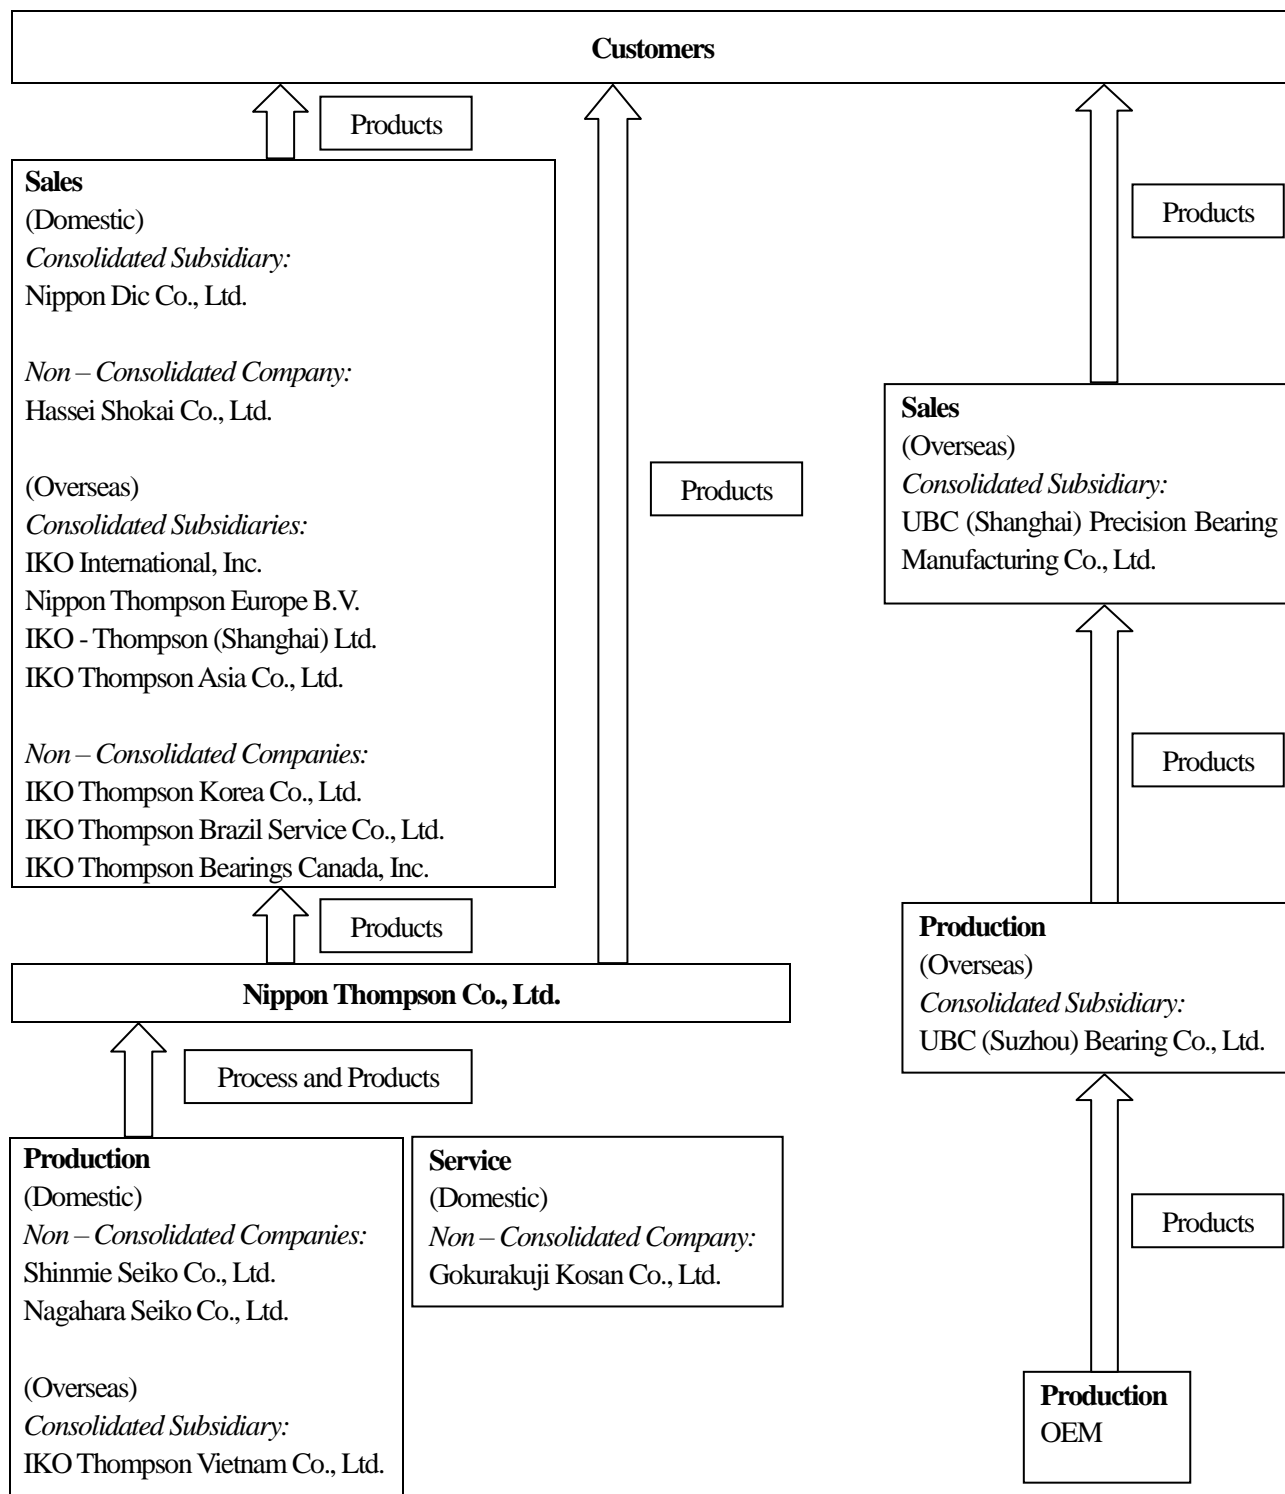 Customers
Products
Sales
(Domestic)
Consolidated Subsidiary:
Nippon Dic Co., Ltd.
Non – Consolidated Company:
Hassei Shokai Co., Ltd.
(Overseas)
Consolidated Subsidiaries:
IKO International, Inc.
Nippon Thompson Europe B.V.
IKO - Thompson (Shanghai) Ltd.
IKO Thompson Asia Co., Ltd.
Non – Consolidated Companies:
IKO Thompson Korea Co., Ltd.
IKO Thompson Brazil Service Co., Ltd.
IKO Thompson Bearings Canada, Inc.
Products
Products
Nippon Thompson Co., Ltd.
Process and Products
Production
(Domestic)
Non – Consolidated Companies:
Shinmie Seiko Co., Ltd.
Nagahara Seiko Co., Ltd.
(Overseas)
Consolidated Subsidiary:
IKO Thompson Vietnam Co., Ltd.
Service
(Domestic)
Non – Consolidated Company:
Gokurakuji Kosan Co., Ltd.
Products
Sales
(Overseas)
Consolidated Subsidiary:
UBC (Shanghai) Precision Bearing
Manufacturing Co., Ltd.
Products
Production
(Overseas)
Consolidated Subsidiary:
UBC (Suzhou) Bearing Co., Ltd.
Products
Production
OEM